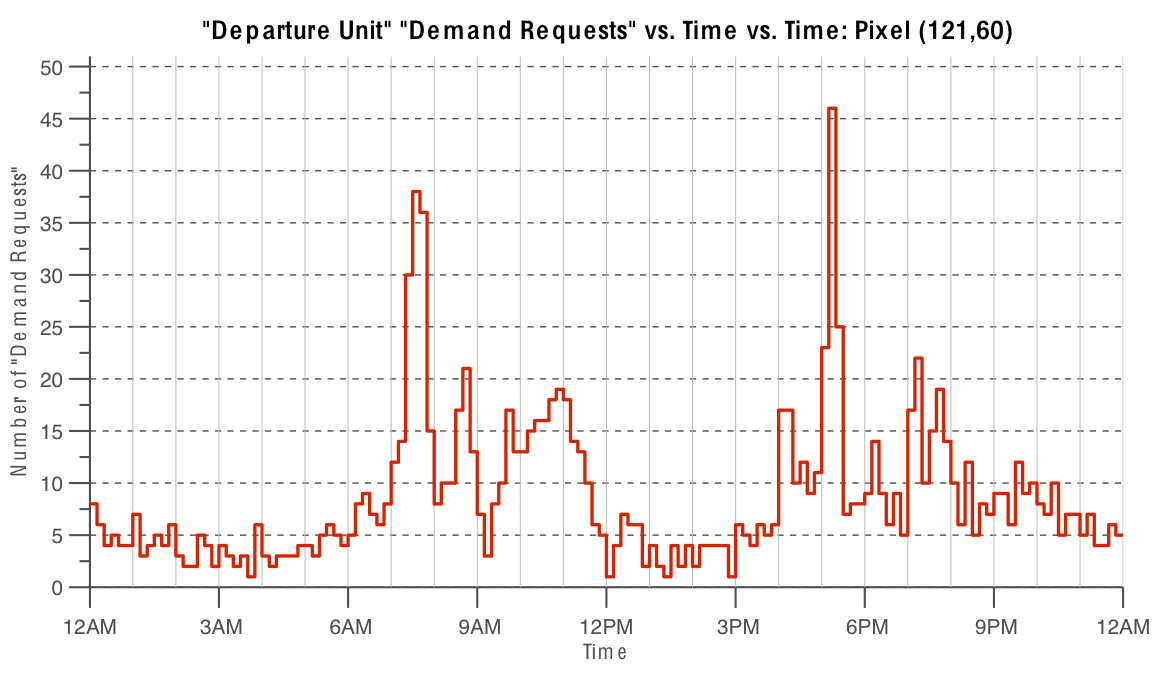 "Departure Unit" "Demand Requests" vs. Time vs. Time: Pixel (121,60)
Number of "Demand Requests"
50
45
40
35
30
25
20
15
10
5
0
12AM 3AM 6AM 9AM 12PM 3PM 6PM 9PM 12AM
Time